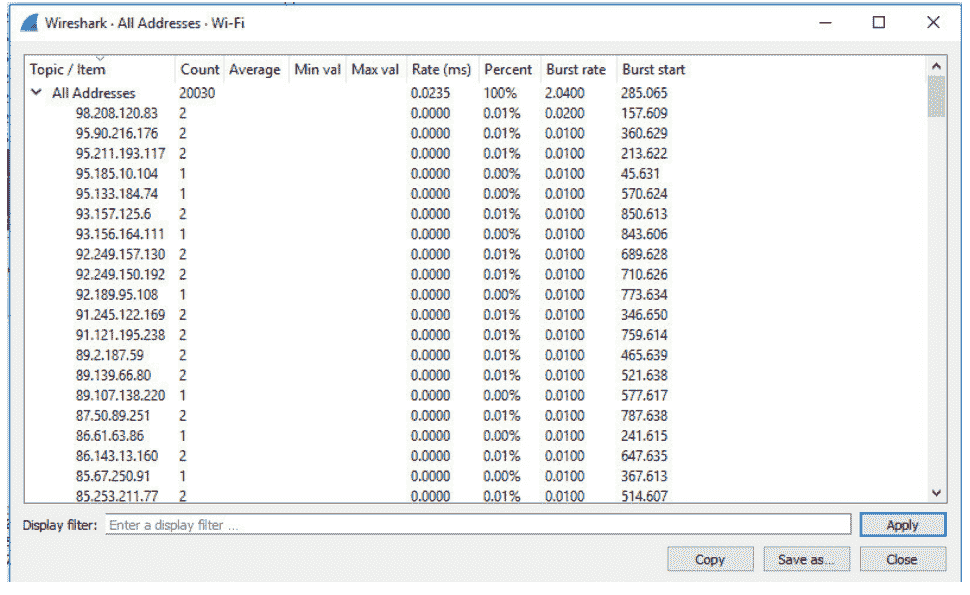 Wireshark · All Addresses · Wi-Fi
Topic / Item Count Average Min val Max val Rate (ms) Percent Burst rate Burst start
All Addresses 20030 0.0235 100% 2.0400 285.065
98.208.120.83 2 0.0000 0.01% 0.0200 157.609
95.90.216.176 2 0.0000 0.01% 0.0100 360.629
95.211.193.117 2 0.0000 0.01% 0.0100 213.622
95.185.10.104 1 0.0000 0.00% 0.0100 45.631
95.133.184.74 1 0.0000 0.00% 0.0100 570.624
93.157.125.6 2 0.0000 0.01% 0.0100 850.613
93.156.164.111 1 0.0000 0.00% 0.0100 843.606
92.249.157.130 2 0.0000 0.01% 0.0100 689.628
92.249.150.192 2 0.0000 0.01% 0.0100 710.626
92.189.95.108 1 0.0000 0.00% 0.0100 773.634
91.245.122.169 2 0.0000 0.01% 0.0100 346.650
91.121.195.238 2 0.0000 0.01% 0.0100 759.614
89.2.187.59 2 0.0000 0.01% 0.0100 465.639
89.139.66.80 2 0.0000 0.01% 0.0100 521.638
89.107.138.220 1 0.0000 0.00% 0.0100 577.617
87.50.89.251 2 0.0000 0.01% 0.0100 787.638
86.61.63.86 1 0.0000 0.00% 0.0100 241.615
86.143.13.160 2 0.0000 0.01% 0.0100 647.635
85.67.250.91 1 0.0000 0.00% 0.0100 367.613
85.253.211.77 2 0.0000 0.01% 0.0100 514.607
Display filter: Enter a display filter ... Apply
Copy Save as... Close